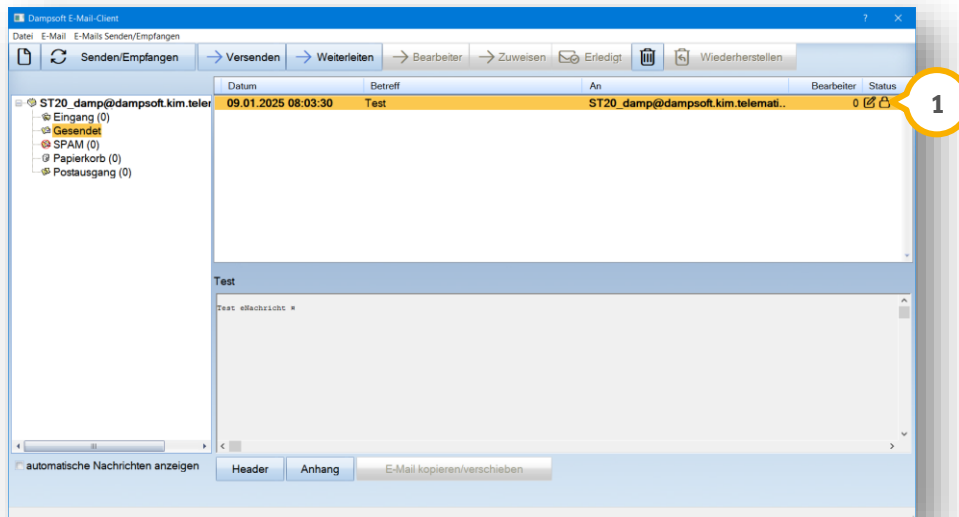 Dampsoft E-Mail-Client
Datei E-Mail E-Mails Senden/Empfangen
Senden/Empfangen Versenden Weiterleiten Bearbeiter Zuweisen Erledigt Wiederherstellen
Datum Betreff An Bearbeiter Status
ST20_damp@dampsoft.kim.teler
09.01.2025 08:03:30 Test ST20_damp@dampsoft.kim.telemati.. 0
1
Eingang (0)
Gesendet
SPAM (0)
Papierkorb (0)
Postausgang (0)
Test
Test eNachricht
automatische Nachrichten anzeigen
Header Anhang E-Mail kopieren/verschieben